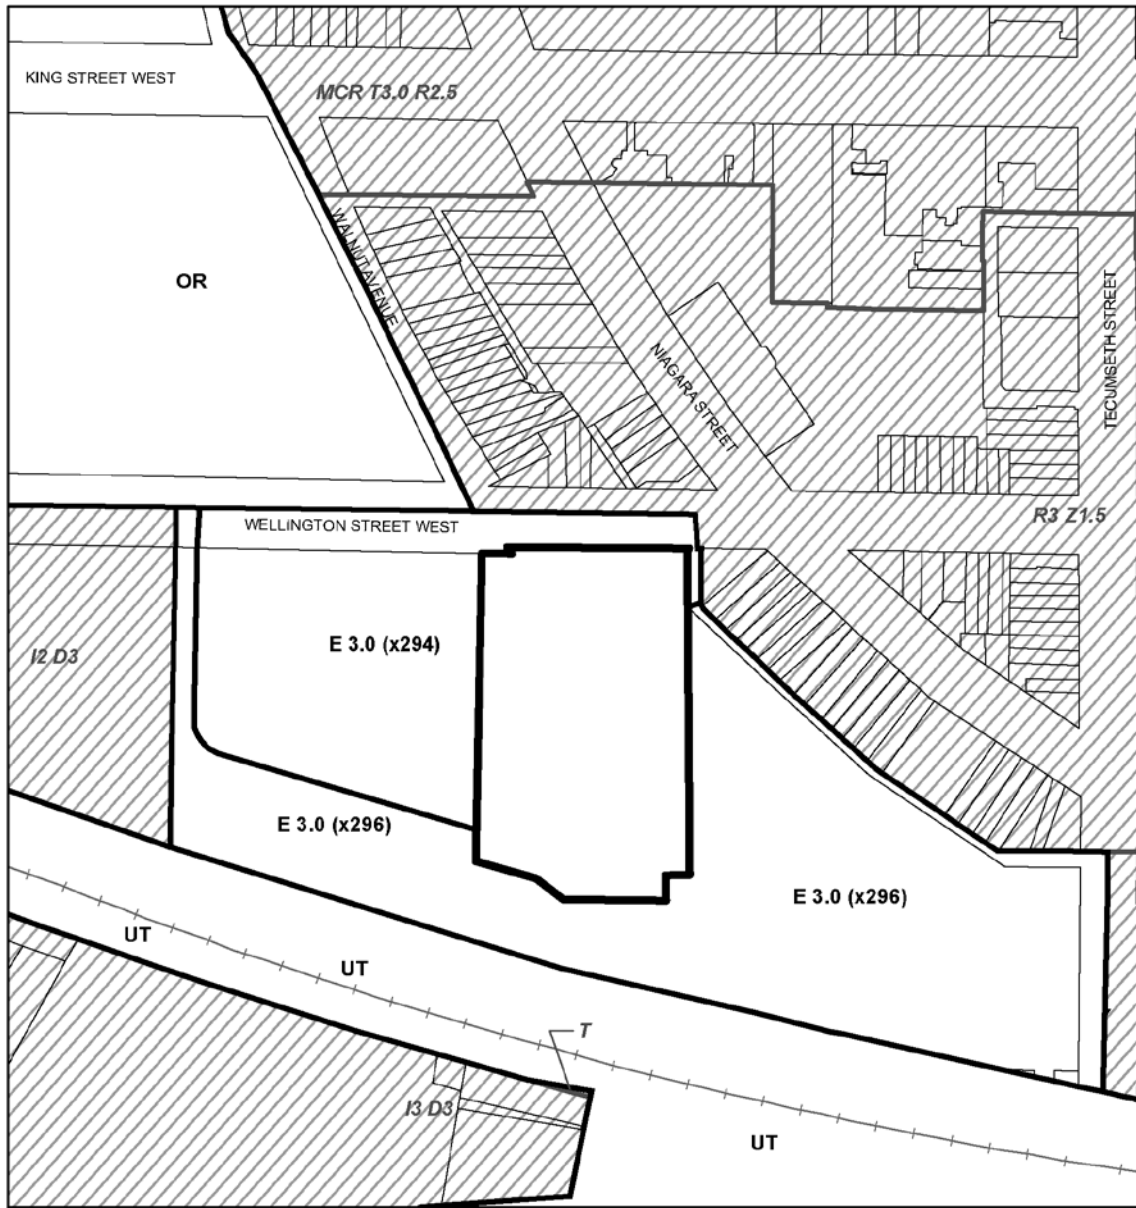 KING STREET WEST
MCR T3.0 R2.5
OR
WALNUT AVENUE
NIAGARA STREET
TECUMSETH STREET
WELLINGTON STREET WEST
R3 Z1.5
E 3.0 (x294)
I2 D3
E 3.0 (x296)
E 3.0 (x296)
UT
UT
T
I3 D3
UT